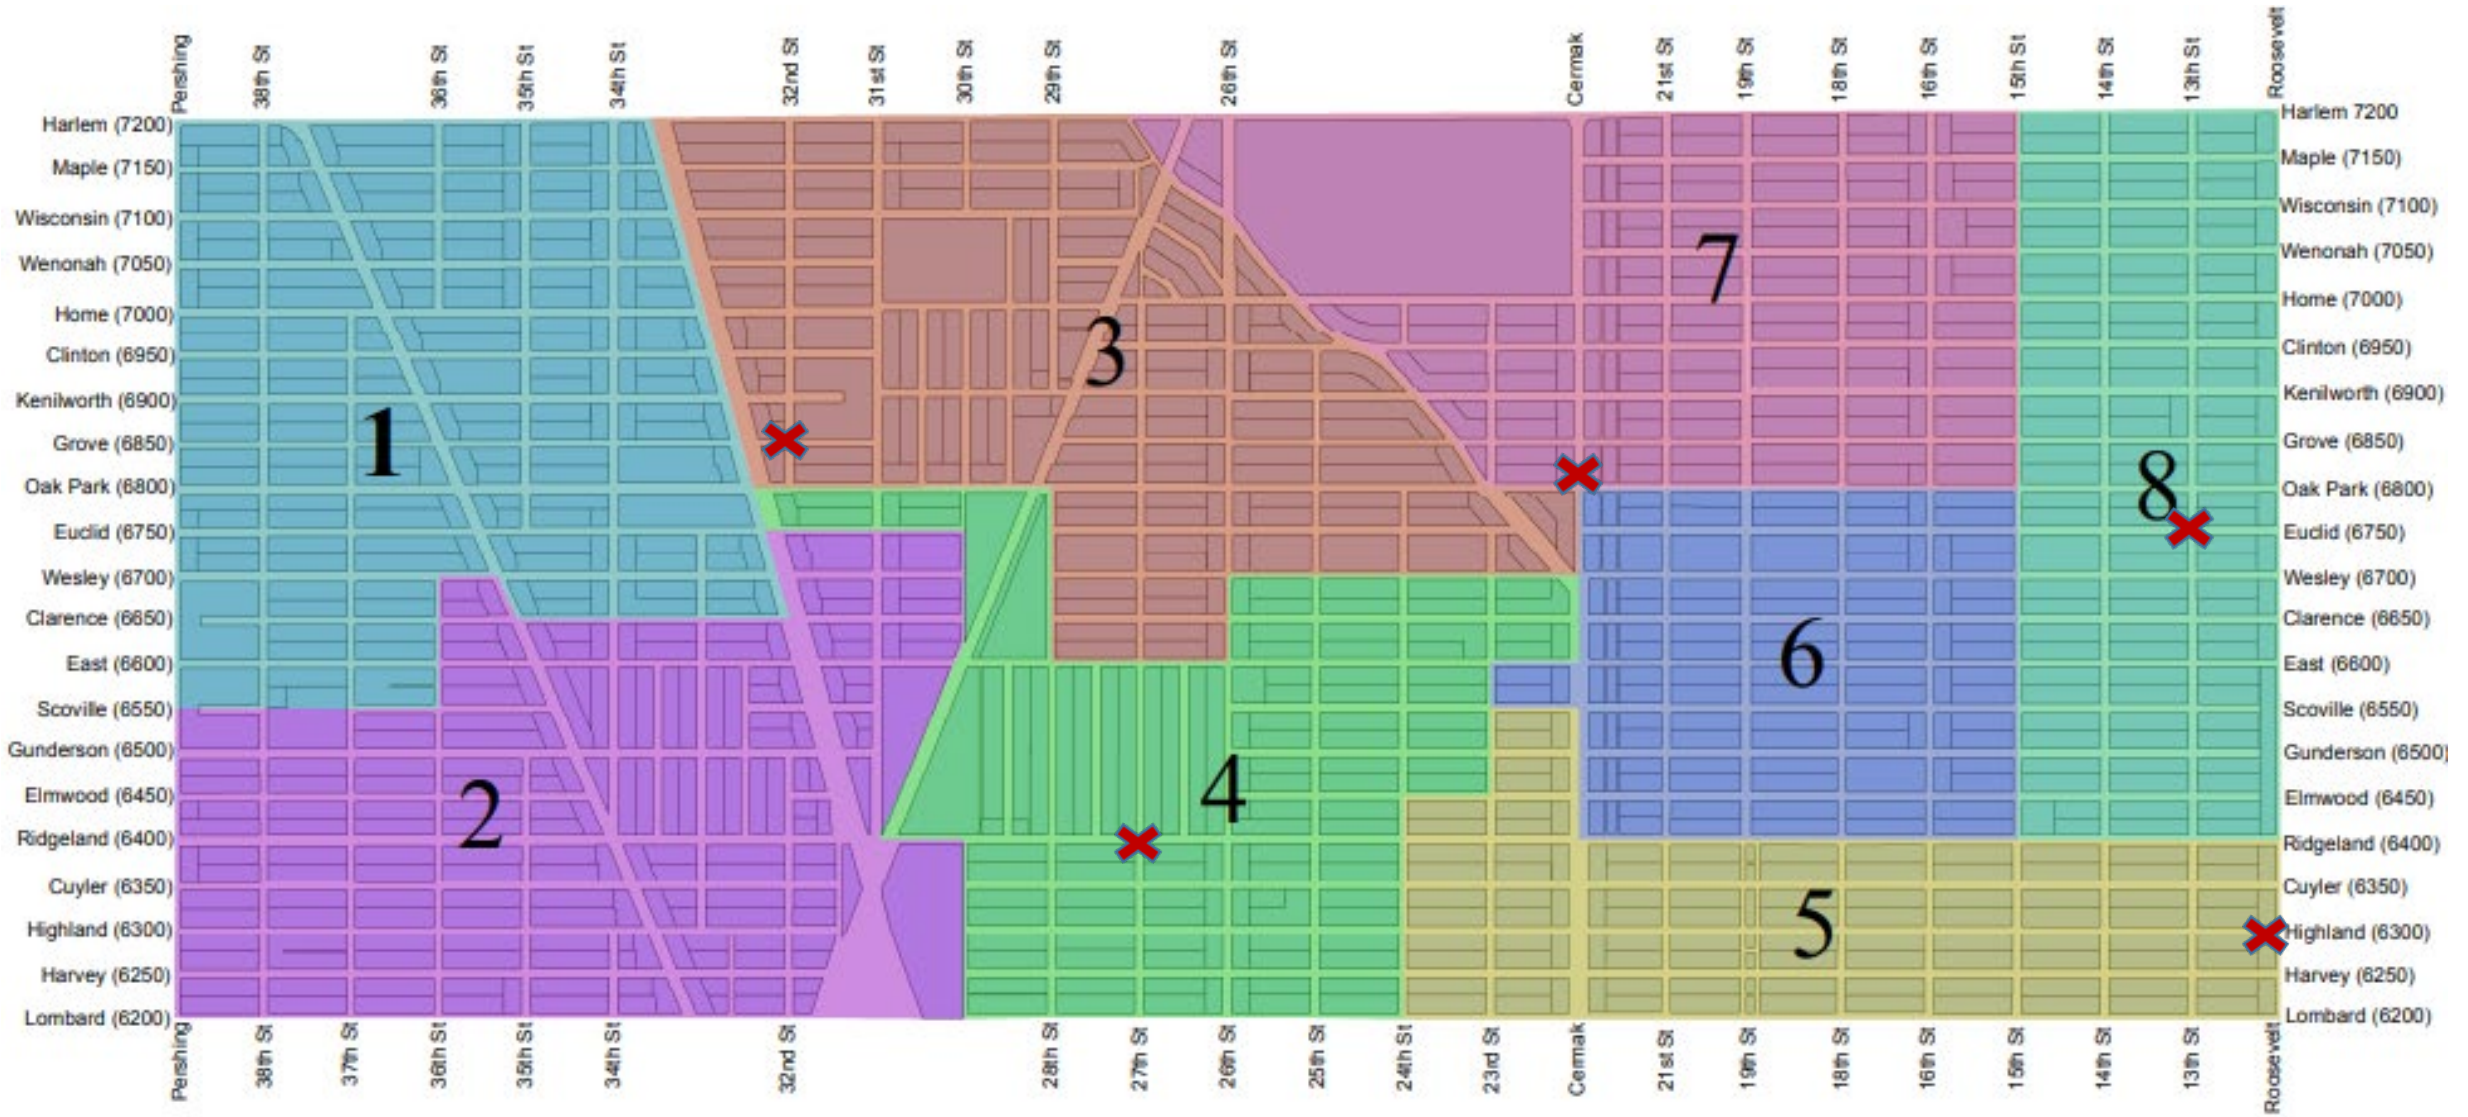 Pershing
38th St
36th St
35th St
34th St
32nd St
31st St
30th St
29th St
26th St
Cermak
21st St
19th St
18th St
16th St
15th St
14th St
13th St
Roosevelt
Harlem (7200)
Maple (7150)
Wisconsin (7100)
Wenonah (7050)
Home (7000)
Clinton (6950)
Kenilworth (6900)
Grove (6850)
Oak Park (6800)
Euclid (6750)
Wesley (6700)
Clarence (6650)
East (6600)
Scoville (6550)
Gunderson (6500)
Elmwood (6450)
Ridgeland (6400)
Cuyler (6350)
Highland (6300)
Harvey (6250)
Lombard (6200)
1
2
3
4
5
6
7
8
Harlem 7200
Maple (7150)
Wisconsin (7100)
Wenonah (7050)
Home (7000)
Clinton (6950)
Kenilworth (6900)
Grove (6850)
Oak Park (6800)
Euclid (6750)
Wesley (6700)
Clarence (6650)
East (6600)
Scoville (6550)
Gunderson (6500)
Elmwood (6450)
Ridgeland (6400)
Cuyler (6350)
Highland (6300)
Harvey (6250)
Lombard (6200)
Pershing
38th St
37th St
36th St
35th St
34th St
32nd St
28th St
27th St
26th St
25th St
24th St
23rd St
Cermak
21st St
19th St
18th St
16th St
15th St
14th St
13th St
Roosevelt